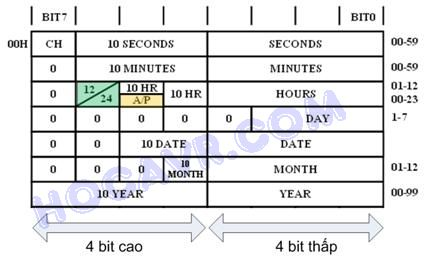 BIT7 BIT0
00H CH 10 SECONDS SECONDS 00-59
0 10 MINUTES MINUTES 00-59
0 12/24 10 HR A/P 10 HR HOURS 01-12 00-23
0 0 0 0 0 DAY 1-7
0 0 10 DATE DATE
0 0 0 10 MONTH MONTH 01-12
10 YEAR YEAR 00-99
4 bit cao 4 bit thấp
HOCAVR.COM